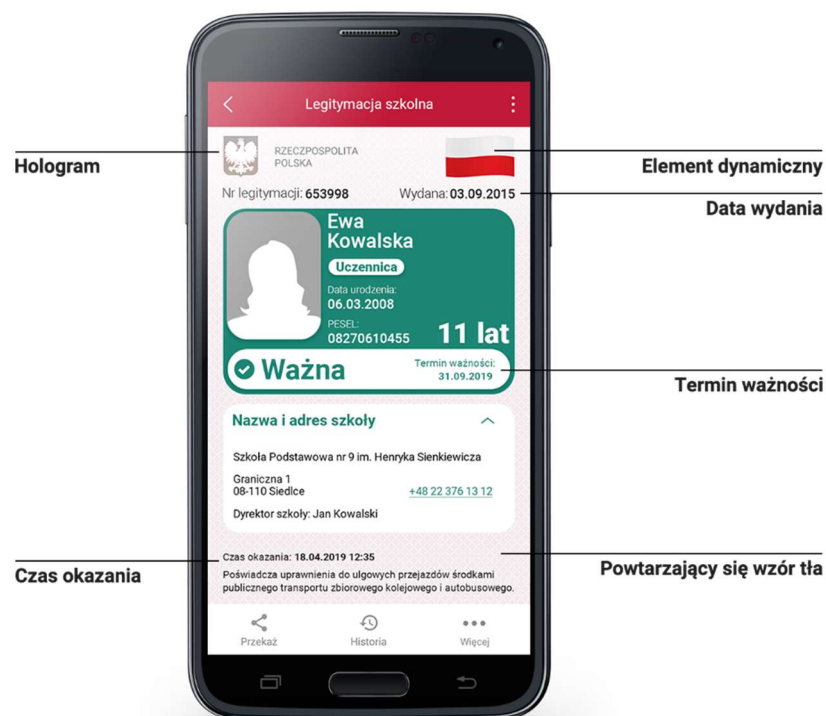 Legitymacja szkolna
Hologram
RZECZPOSPOLITA
POLSKA
Element dynamiczny
Nr legitymacji: 653998
Wydana: 03.09.2015
Data wydania
Ewa
Kowalska
Uczennica
Data urodzenia:
06.03.2008
PESEL:
08270610455
11 lat
Ważna
Termin ważności:
31.09.2019
Termin ważności
Nazwa i adres szkoły
Szkoła Podstawowa nr 9 im. Henryka Sienkiewicza
Graniczna 1
08-110 Siedlce
+48 22 376 13 12
Dyrektor szkoły: Jan Kowalski
Czas okazania: 18.04.2019 12:35
Czas okazania
Powtarzający się wzór tła
Poświadcza uprawnienia do ulgowych przejazdów środkami
publicznego transportu zbiorowego kolejowego i autobusowego.
Przekaż
Historia
Więcej